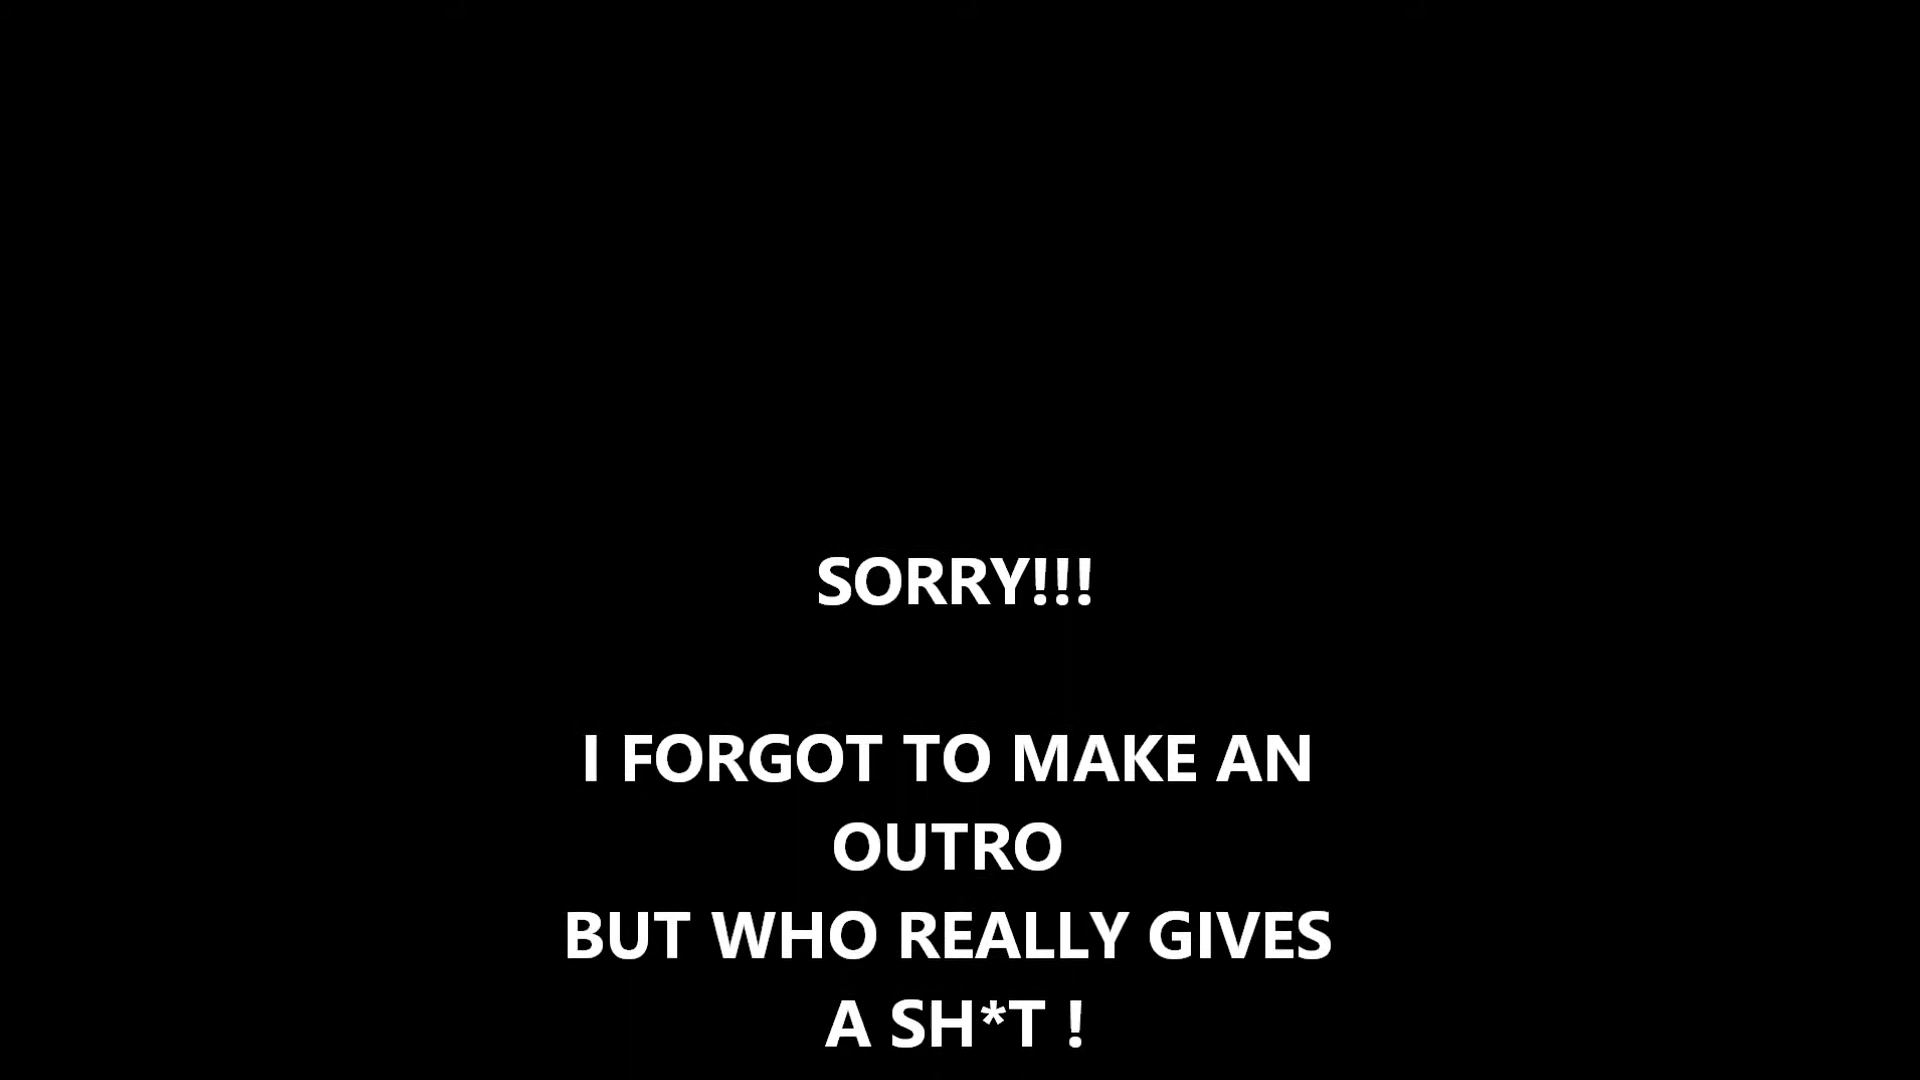 SORRY!!!
I FORGOT TO MAKE AN
OUTRO
BUT WHO REALLY GIVES
A SH*T !